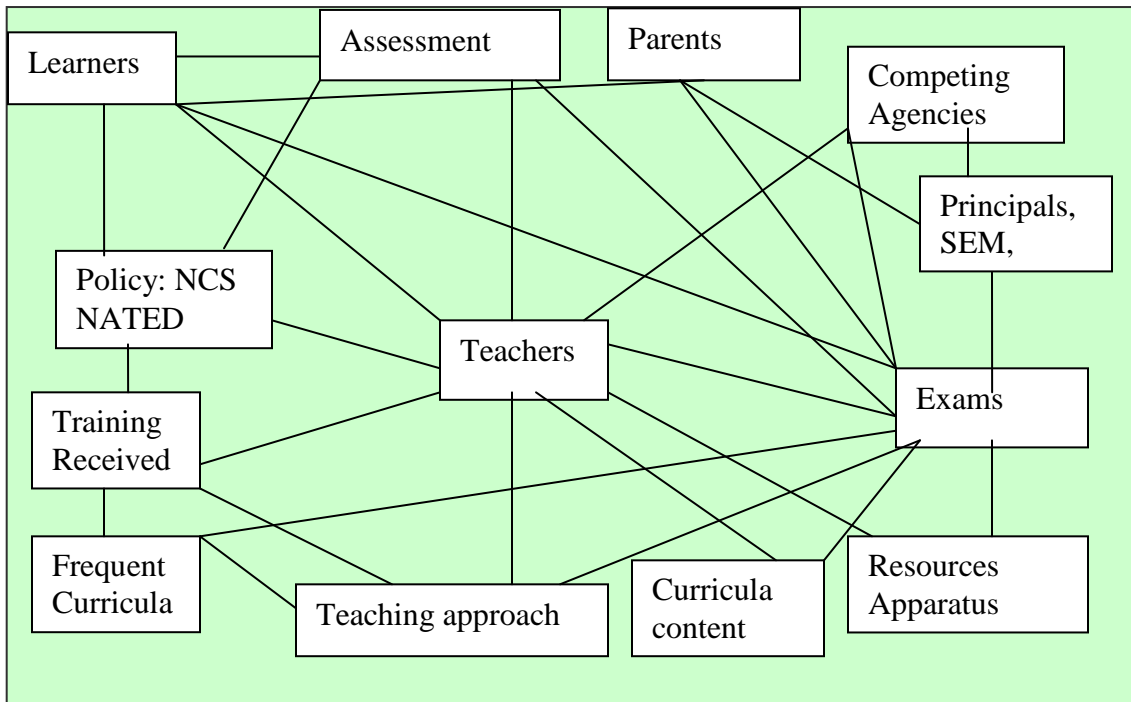 Learners
Assessment
Parents
Competing
Agencies
Principals,
SEM,
Policy: NCS
NATED
Teachers
Exams
Training
Received
Frequent
Curricula
Teaching approach
Curricula
content
Resources
Apparatus